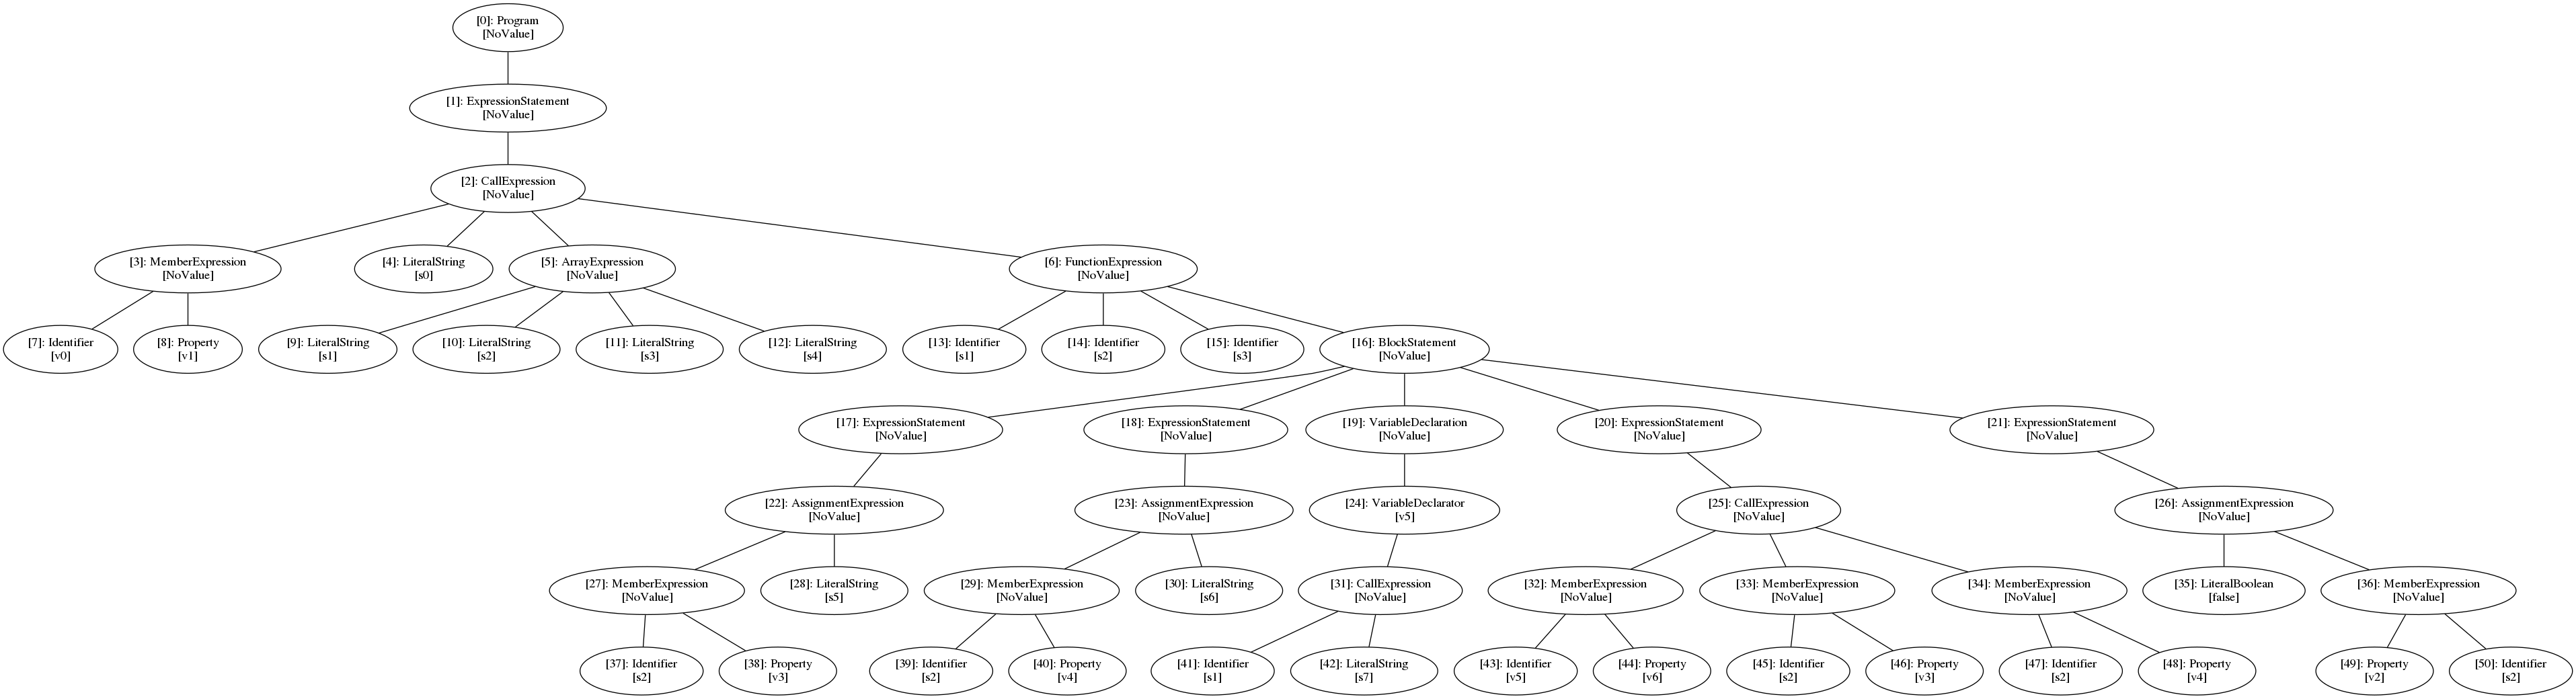 [0]: Program
[NoValue]
[1]: ExpressionStatement
[NoValue]
[2]: CallExpression
[NoValue]
[3]: MemberExpression
[NoValue]
[4]: LiteralString
[s0]
[5]: ArrayExpression
[NoValue]
[6]: FunctionExpression
[NoValue]
[7]: Identifier
[v0]
[8]: Property
[v1]
[9]: LiteralString
[s1]
[10]: LiteralString
[s2]
[11]: LiteralString
[s3]
[12]: LiteralString
[s4]
[13]: Identifier
[s1]
[14]: Identifier
[s2]
[15]: Identifier
[s3]
[16]: BlockStatement
[NoValue]
[17]: ExpressionStatement
[NoValue]
[18]: ExpressionStatement
[NoValue]
[19]: VariableDeclaration
[NoValue]
[20]: ExpressionStatement
[NoValue]
[21]: ExpressionStatement
[NoValue]
[22]: AssignmentExpression
[NoValue]
[23]: AssignmentExpression
[NoValue]
[24]: VariableDeclarator
[v5]
[25]: CallExpression
[NoValue]
[26]: AssignmentExpression
[NoValue]
[27]: MemberExpression
[NoValue]
[28]: LiteralString
[s5]
[29]: MemberExpression
[NoValue]
[30]: LiteralString
[s6]
[31]: CallExpression
[NoValue]
[32]: MemberExpression
[NoValue]
[33]: MemberExpression
[NoValue]
[34]: MemberExpression
[NoValue]
[35]: LiteralBoolean
[false]
[36]: MemberExpression
[NoValue]
[37]: Identifier
[s2]
[38]: Property
[v3]
[39]: Identifier
[s2]
[40]: Property
[v4]
[41]: Identifier
[s1]
[42]: LiteralString
[s7]
[43]: Identifier
[v5]
[44]: Property
[v6]
[45]: Identifier
[s2]
[46]: Property
[v3]
[47]: Identifier
[s2]
[48]: Property
[v4]
[49]: Property
[v2]
[50]: Identifier
[s2]